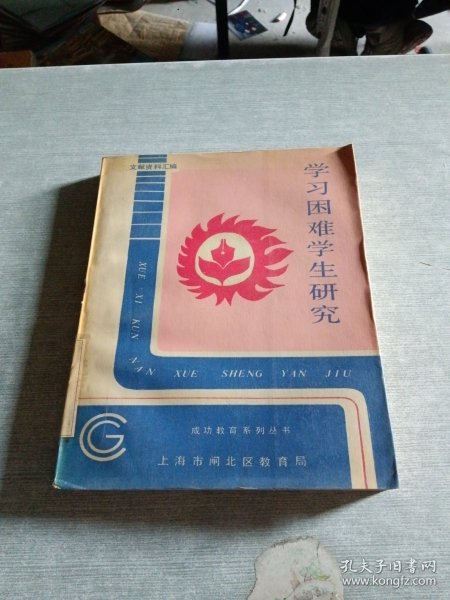 文献资料汇编
学习困难学生研究
XUE XI KUN NAN XUE SHENG YAN JIU
CG
成功教育系列丛书
上海市闸北区教育局
孔夫子旧书网
www.kongfz.com